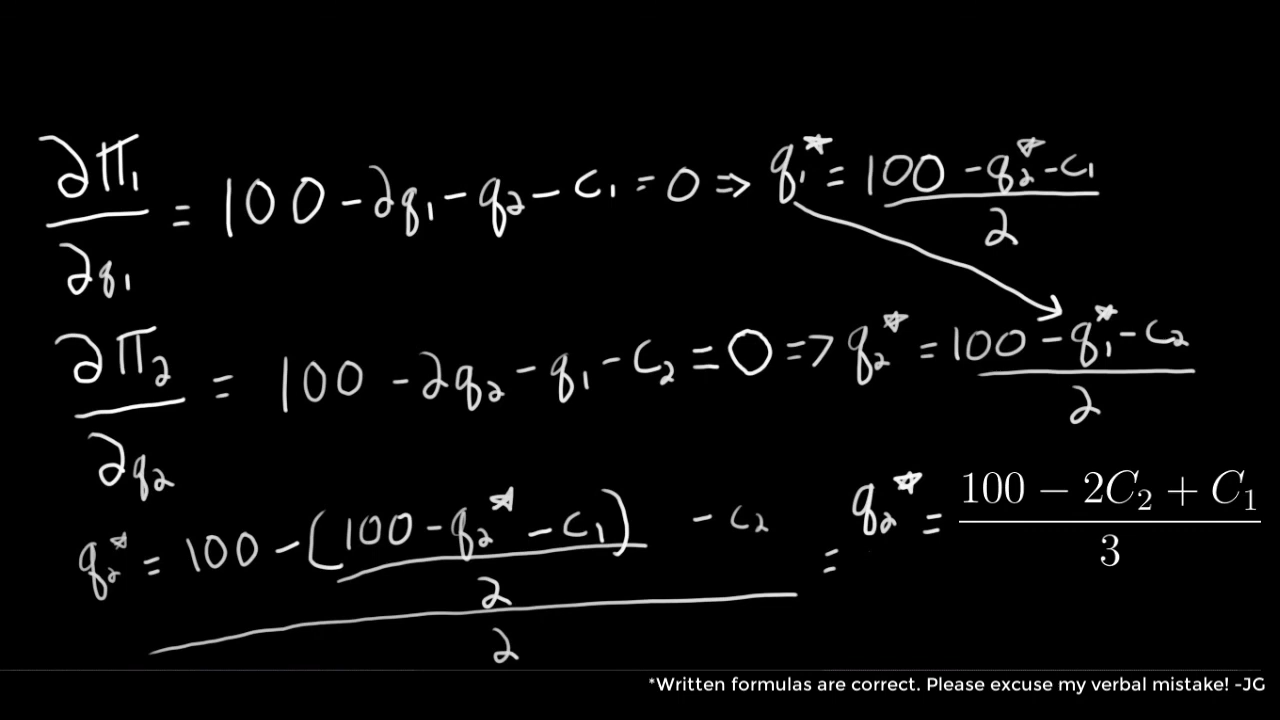 ∂π₁/∂q₁ = 100 - 2q₁ - q₂ - c₁ = 0 ⇒ q₁* = (100 - q₂* - c₁)/2
∂π₂/∂q₂ = 100 - 2q₂ - q₁ - c₂ = 0 ⇒ q₂* = (100 - q₁* - c₂)/2
q₂* = (100 - ((100 - q₂* - c₁)/2) - c₂)/2 = q₂* = (100 − 2C₂ + C₁)/3
*Written formulas are correct. Please excuse my verbal mistake! -JG